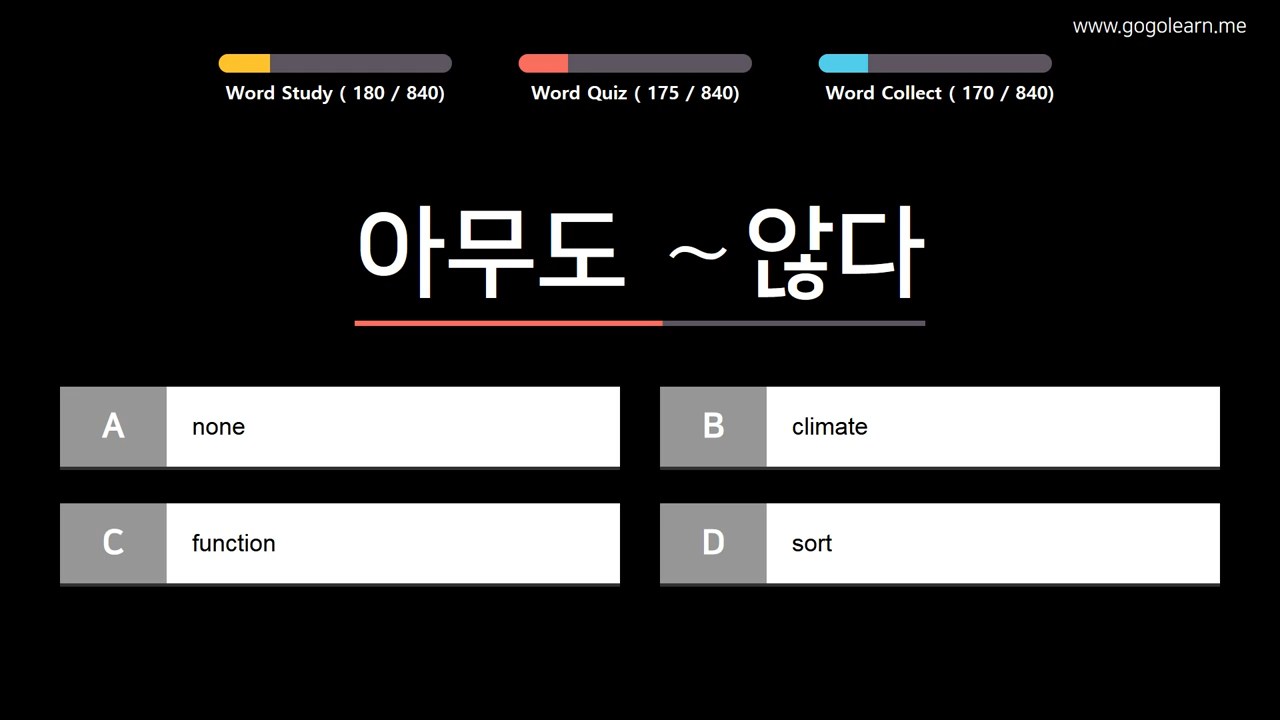 www.gogolearn.me
Word Study ( 180 / 840)
Word Quiz ( 175 / 840)
Word Collect ( 170 / 840)
아무도 ~않다
A none
B climate
C function
D sort